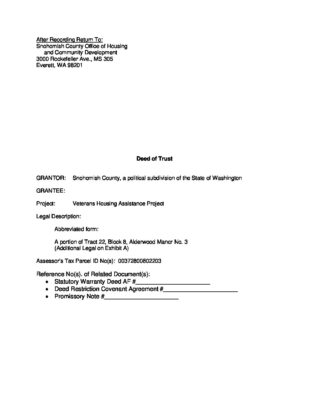 After Recording Return To:
Snohomish County Office of Housing
and Community Development
3000 Rockefeller Ave., MS 305
Everett, WA 98201
Deed of Trust
GRANTOR: Snohomish County, a political subdivision of the State of Washington
GRANTEE:
Project: Veterans Housing Assistance Project
Legal Description:
Abbreviated form:
A portion of Tract 22, Block 8, Alderwood Manor No. 3
(Additional Legal on Exhibit A)
Assessor's Tax Parcel ID No(s): 00372800802203
Reference No(s). of Related Document(s):
• Statutory Warranty Deed AF #____________________
• Deed Restriction Covenant Agreement #____________________
• Promissory Note #____________________